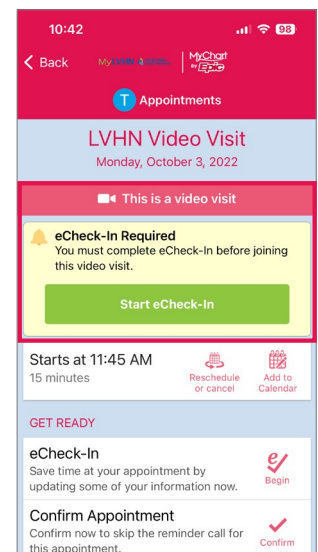 10:42
98
Back
MyLVHN
MyChart
by Epic
T Appointments
LVHN Video Visit
Monday, October 3, 2022
This is a video visit
eCheck-In Required
You must complete eCheck-In before joining
this video visit.
Start eCheck-In
Starts at 11:45 AM
15 minutes
Reschedule
or cancel
Add to
Calendar
GET READY
eCheck-In
Save time at your appointment by
updating some of your information now.
Begin
Confirm Appointment
Confirm now to skip the reminder call for
this appointment.
Confirm